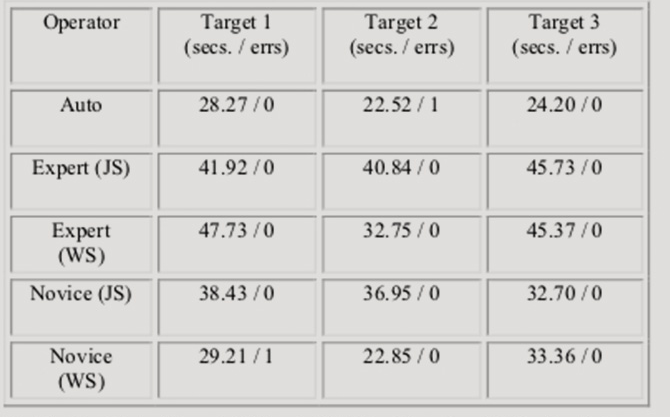 Operator Target 1 Target 2 Target 3
(secs. / errs) (secs. / errs) (secs. / errs)
Auto 28.27 / 0 22.52 / 1 24.20 / 0
Expert (JS) 41.92 / 0 40.84 / 0 45.73 / 0
Expert 47.73 / 0 32.75 / 0 45.37 / 0
(WS)
Novice (JS) 38.43 / 0 36.95 / 0 32.70 / 0
Novice 29.21 / 1 22.85 / 0 33.36 / 0
(WS)